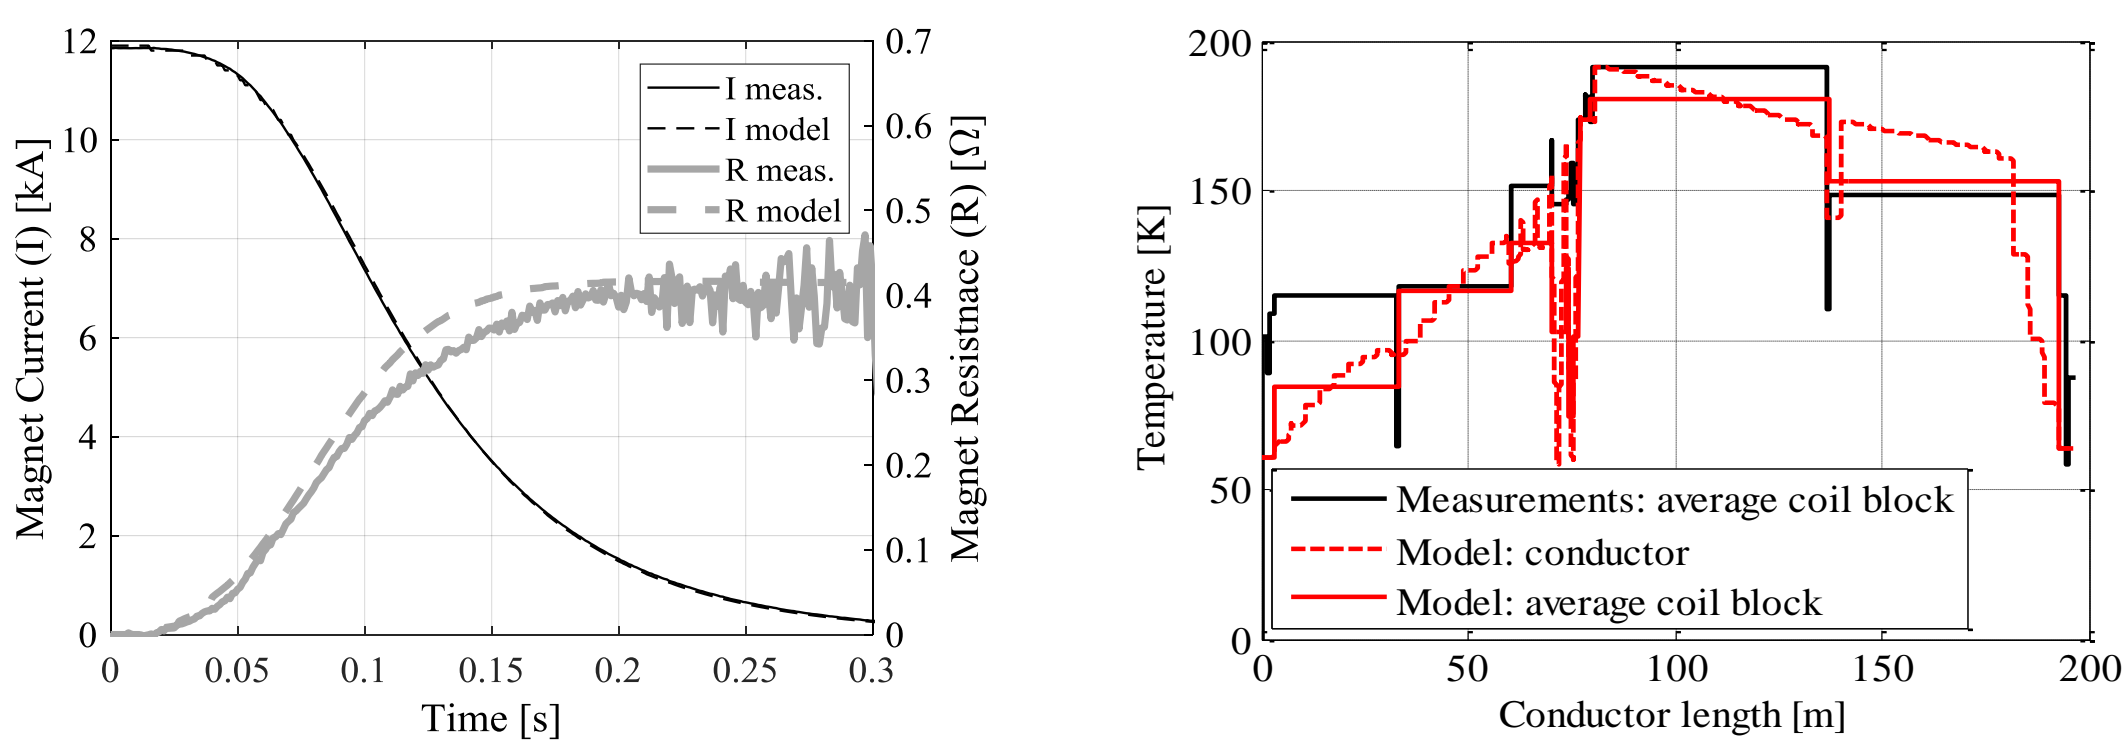 Magnet Current (I) [kA]
12
10
8
6
4
2
0
0 0.05 0.1 0.15 0.2 0.25 0.3
Time [s]
I meas.
I model
R meas.
R model
0.7
0.6
0.5
0.4
0.3
0.2
0.1
0
Magnet Resistnace (R) [Ω]
Temperature [K]
200
150
100
50
0
Measurements: average coil block
Model: conductor
Model: average coil block
0 50 100 150 200
Conductor length [m]